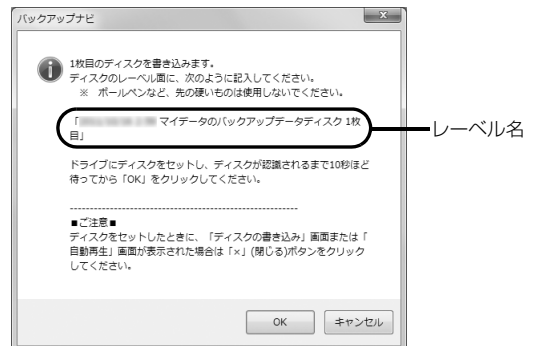 バックアップナビ
1枚目のディスクを書き込みます。
ディスクのレーベル面に、次のように記入してください。
※ ボールペンなど、先の硬いものは使用しないでください。
「 マイデータのバックアップデータディスク 1枚
目」
レーベル名
ドライブにディスクをセットし、ディスクが認識されるまで10秒ほど
待ってから「OK」をクリックしてください。
------------------------------------------------------------
■ご注意■
ディスクをセットしたときに、「ディスクの書き込み」画面または「
自動再生」画面が表示された場合は「×」(閉じる)ボタンをクリック
してください。
OK
キャンセル